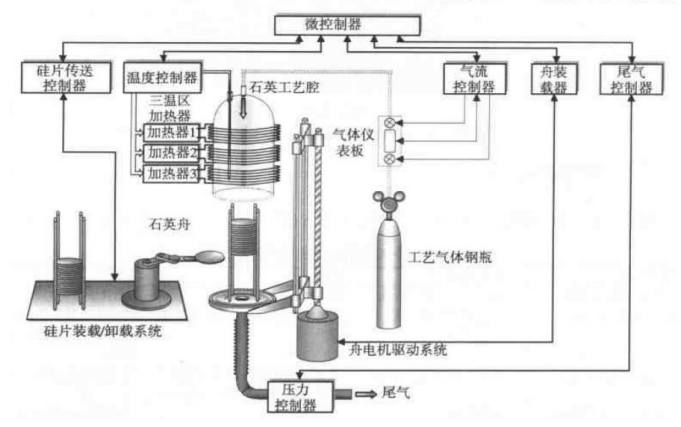 微控制器
硅片传送
控制器
温度控制器
石英工艺腔
气流
控制器
舟装
载器
尾气
控制器
三温区
加热器
加热器1
加热器2
加热器3
气体仪
表板
石英舟
工艺气体钢瓶
硅片装载/卸载系统
舟电机驱动系统
压力
控制器
尾气